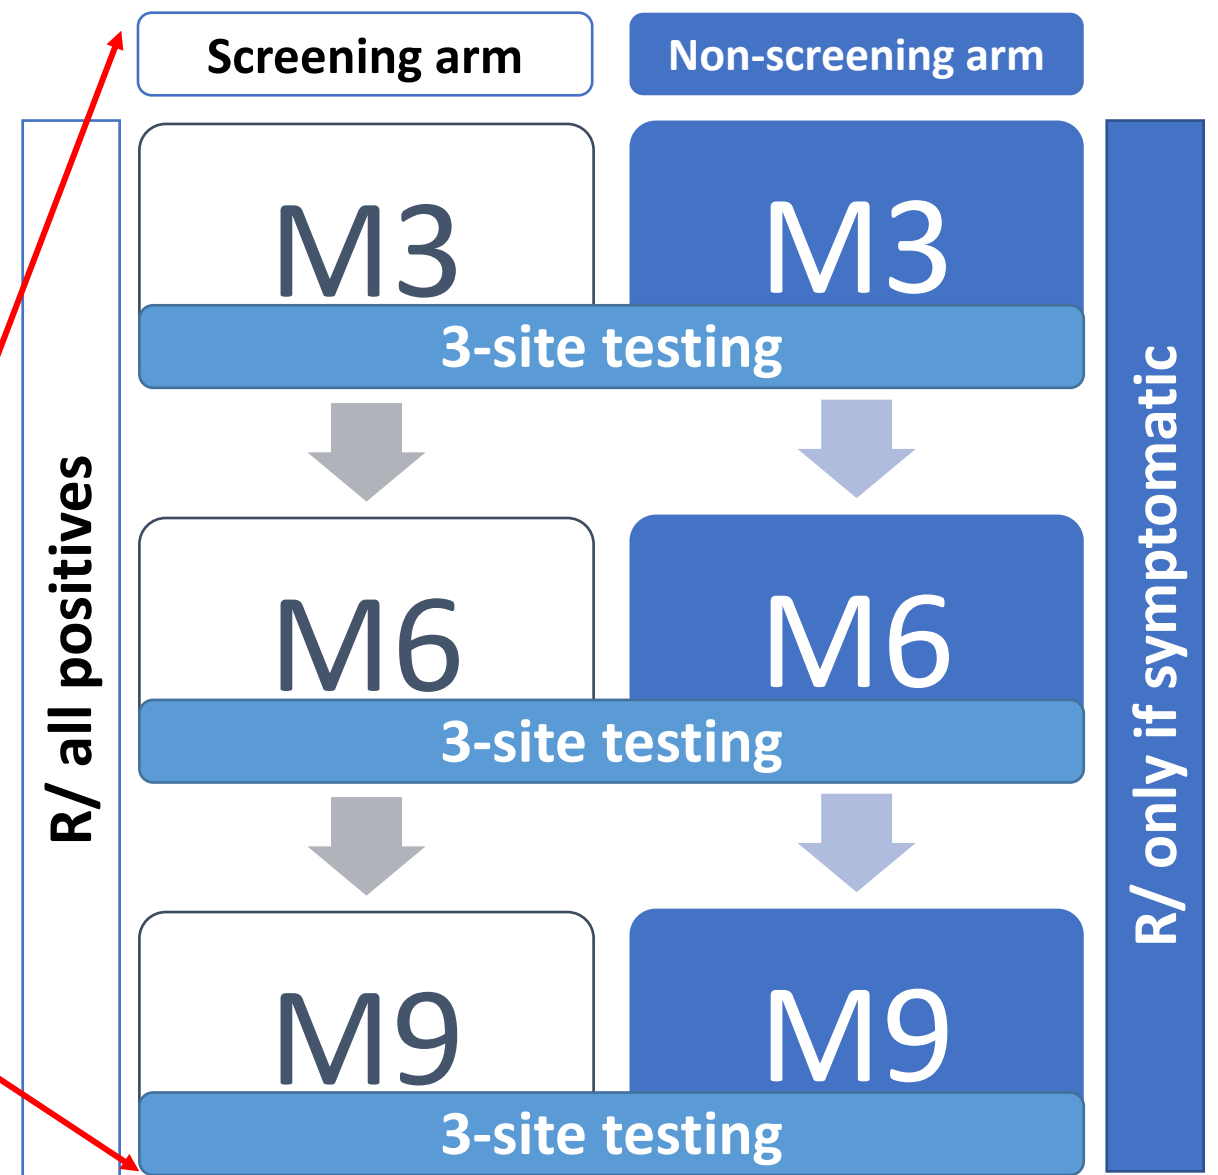 Screening arm
Non-screening arm
R/ all positives
M3
M3
3-site testing
M6
M6
3-site testing
M9
M9
3-site testing
R/ only if symptomatic